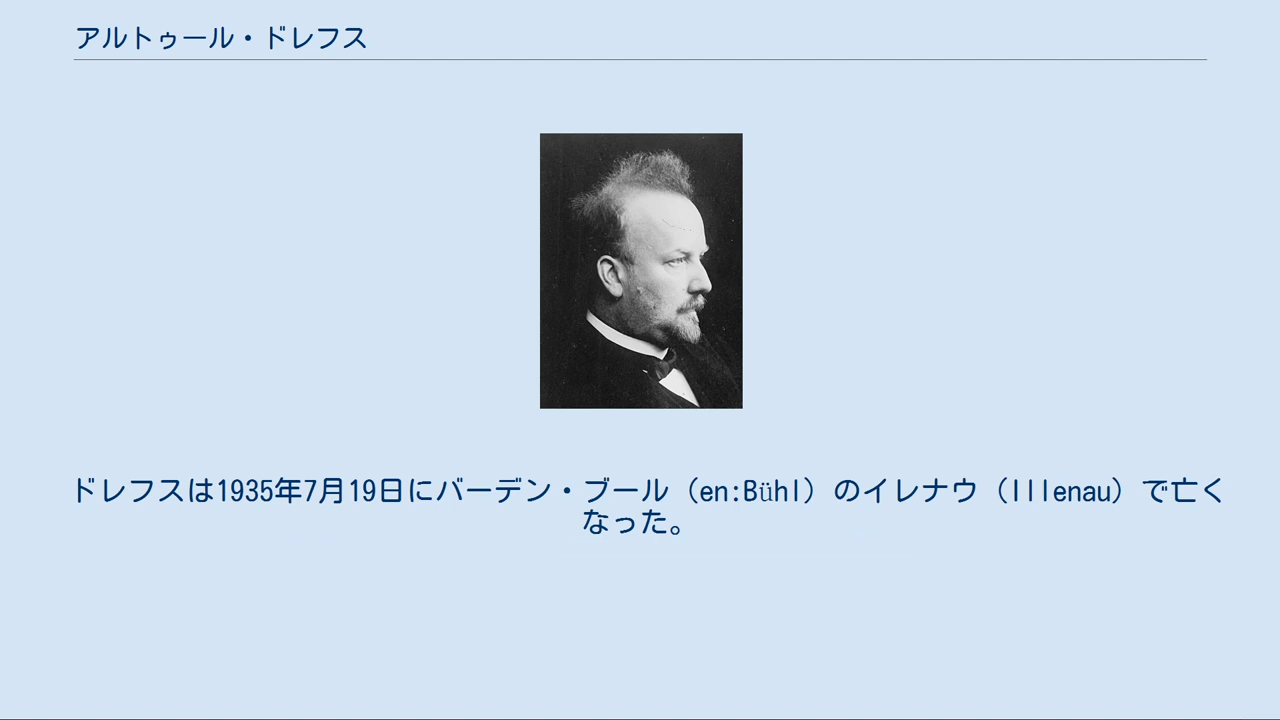 アルトゥール・ドレフス
ドレフスは1935年7月19日にバーデン・ブール（en:Bühl）のイレナウ（Illenau）で亡く
なった。